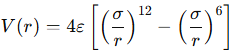 V(r) = 4ε [ (σ/r)^12 − (σ/r)^6 ]